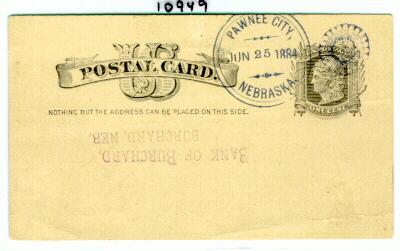 10949
U S
POSTAL CARD.
NOTHING BUT THE ADDRESS CAN BE PLACED ON THIS SIDE.
PAWNEE CITY,
JUN 25 1884
NEBRASKA
ONE CENT
BANK OF BURCHARD,
BURCHARD, NEB.